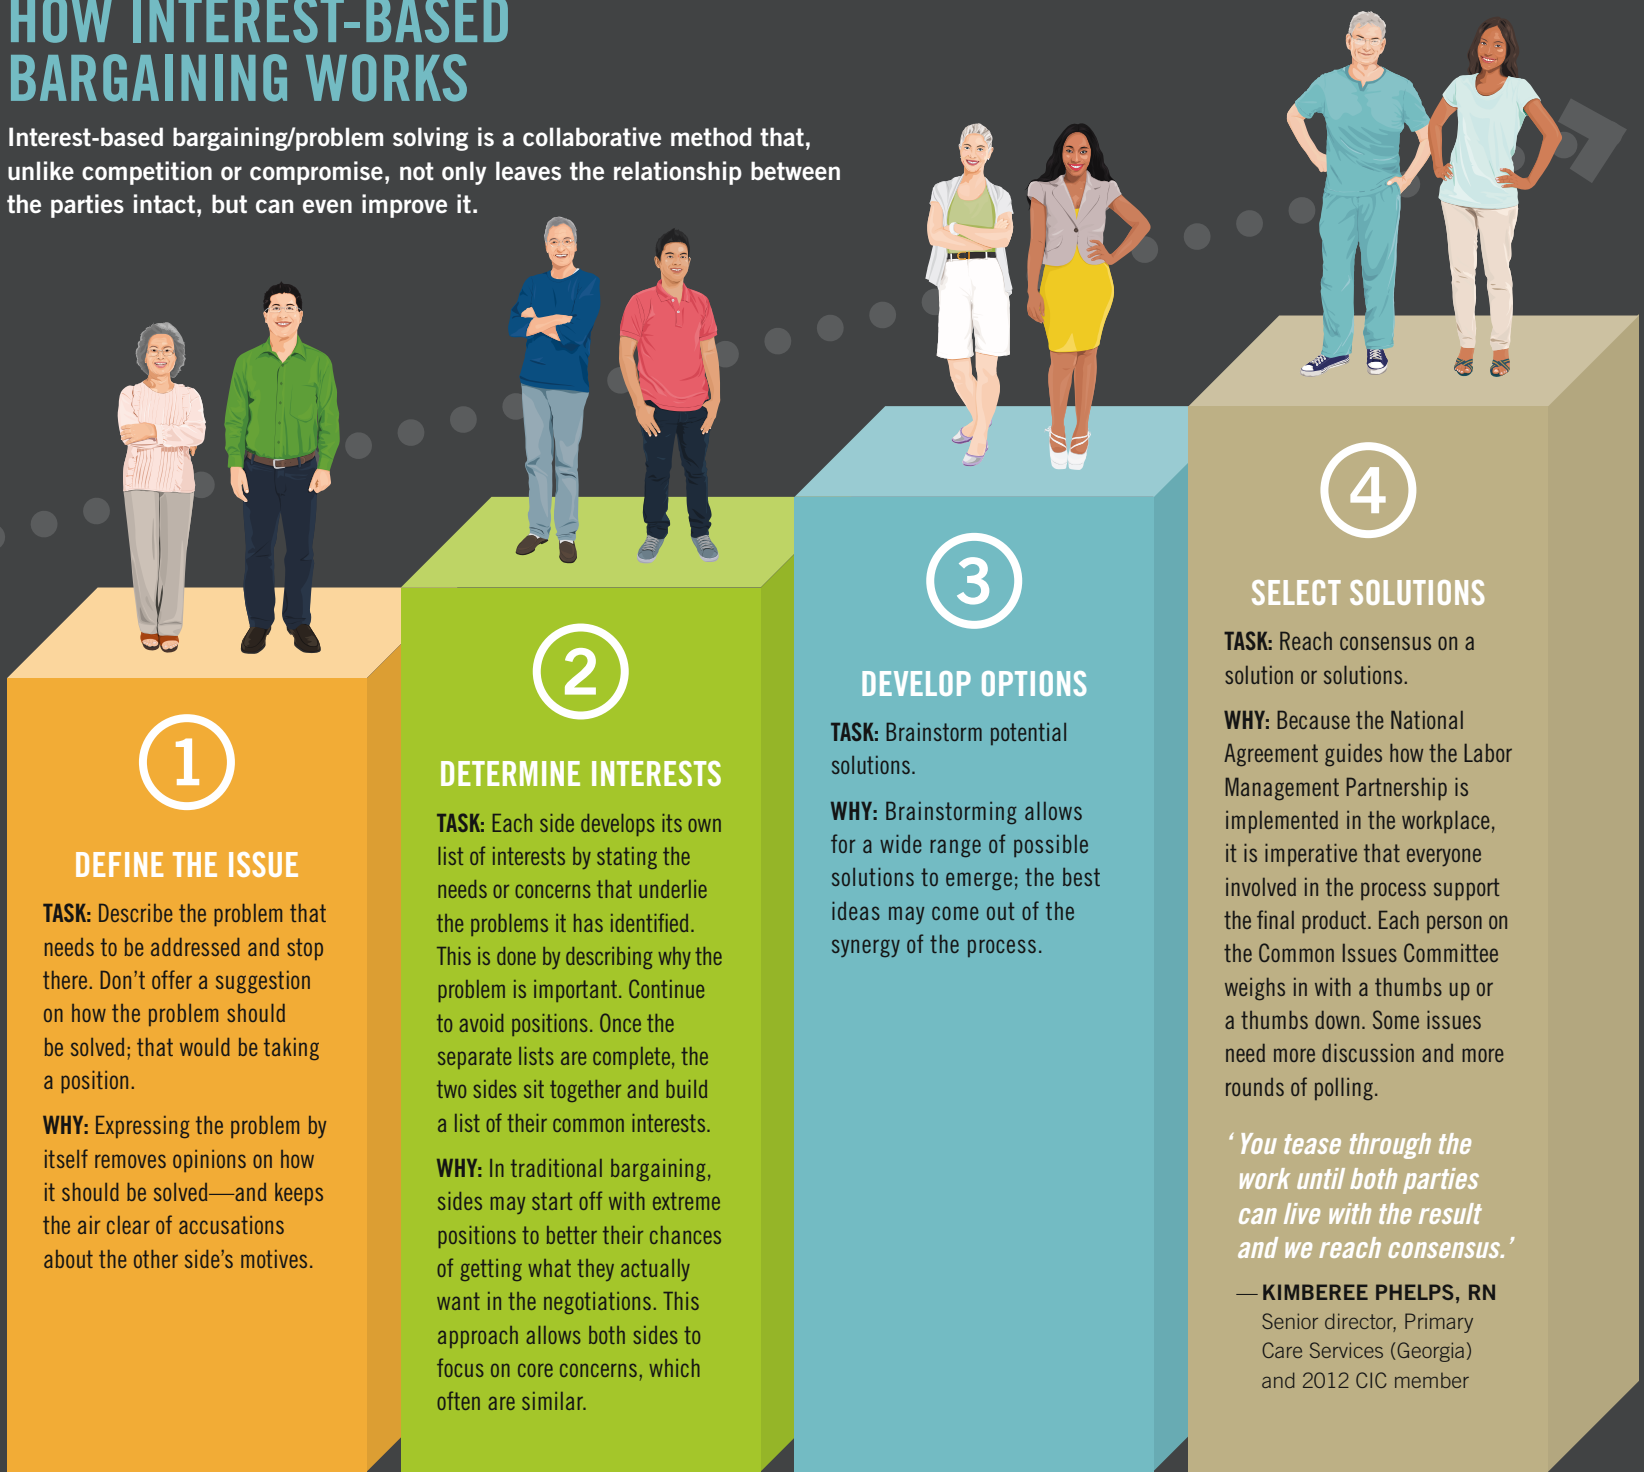 HOW INTEREST-BASED
BARGAINING WORKS
Interest-based bargaining/problem solving is a collaborative method that,
unlike competition or compromise, not only leaves the relationship between
the parties intact, but can even improve it.
1
DEFINE THE ISSUE
TASK: Describe the problem that
needs to be addressed and stop
there. Don’t offer a suggestion
on how the problem should
be solved; that would be taking
a position.
WHY: Expressing the problem by
itself removes opinions on how
it should be solved—and keeps
the air clear of accusations
about the other side’s motives.
2
DETERMINE INTERESTS
TASK: Each side develops its own
list of interests by stating the
needs or concerns that underlie
the problems it has identified.
This is done by describing why the
problem is important. Continue
to avoid positions. Once the
separate lists are complete, the
two sides sit together and build
a list of their common interests.
WHY: In traditional bargaining,
sides may start off with extreme
positions to better their chances
of getting what they actually
want in the negotiations. This
approach allows both sides to
focus on core concerns, which
often are similar.
3
DEVELOP OPTIONS
TASK: Brainstorm potential
solutions.
WHY: Brainstorming allows
for a wide range of possible
solutions to emerge; the best
ideas may come out of the
synergy of the process.
4
SELECT SOLUTIONS
TASK: Reach consensus on a
solution or solutions.
WHY: Because the National
Agreement guides how the Labor
Management Partnership is
implemented in the workplace,
it is imperative that everyone
involved in the process support
the final product. Each person on
the Common Issues Committee
weighs in with a thumbs up or
a thumbs down. Some issues
need more discussion and more
rounds of polling.
‘You tease through the
work until both parties
can live with the result
and we reach consensus.’
— KIMBEREE PHELPS, RN
Senior director, Primary
Care Services (Georgia)
and 2012 CIC member